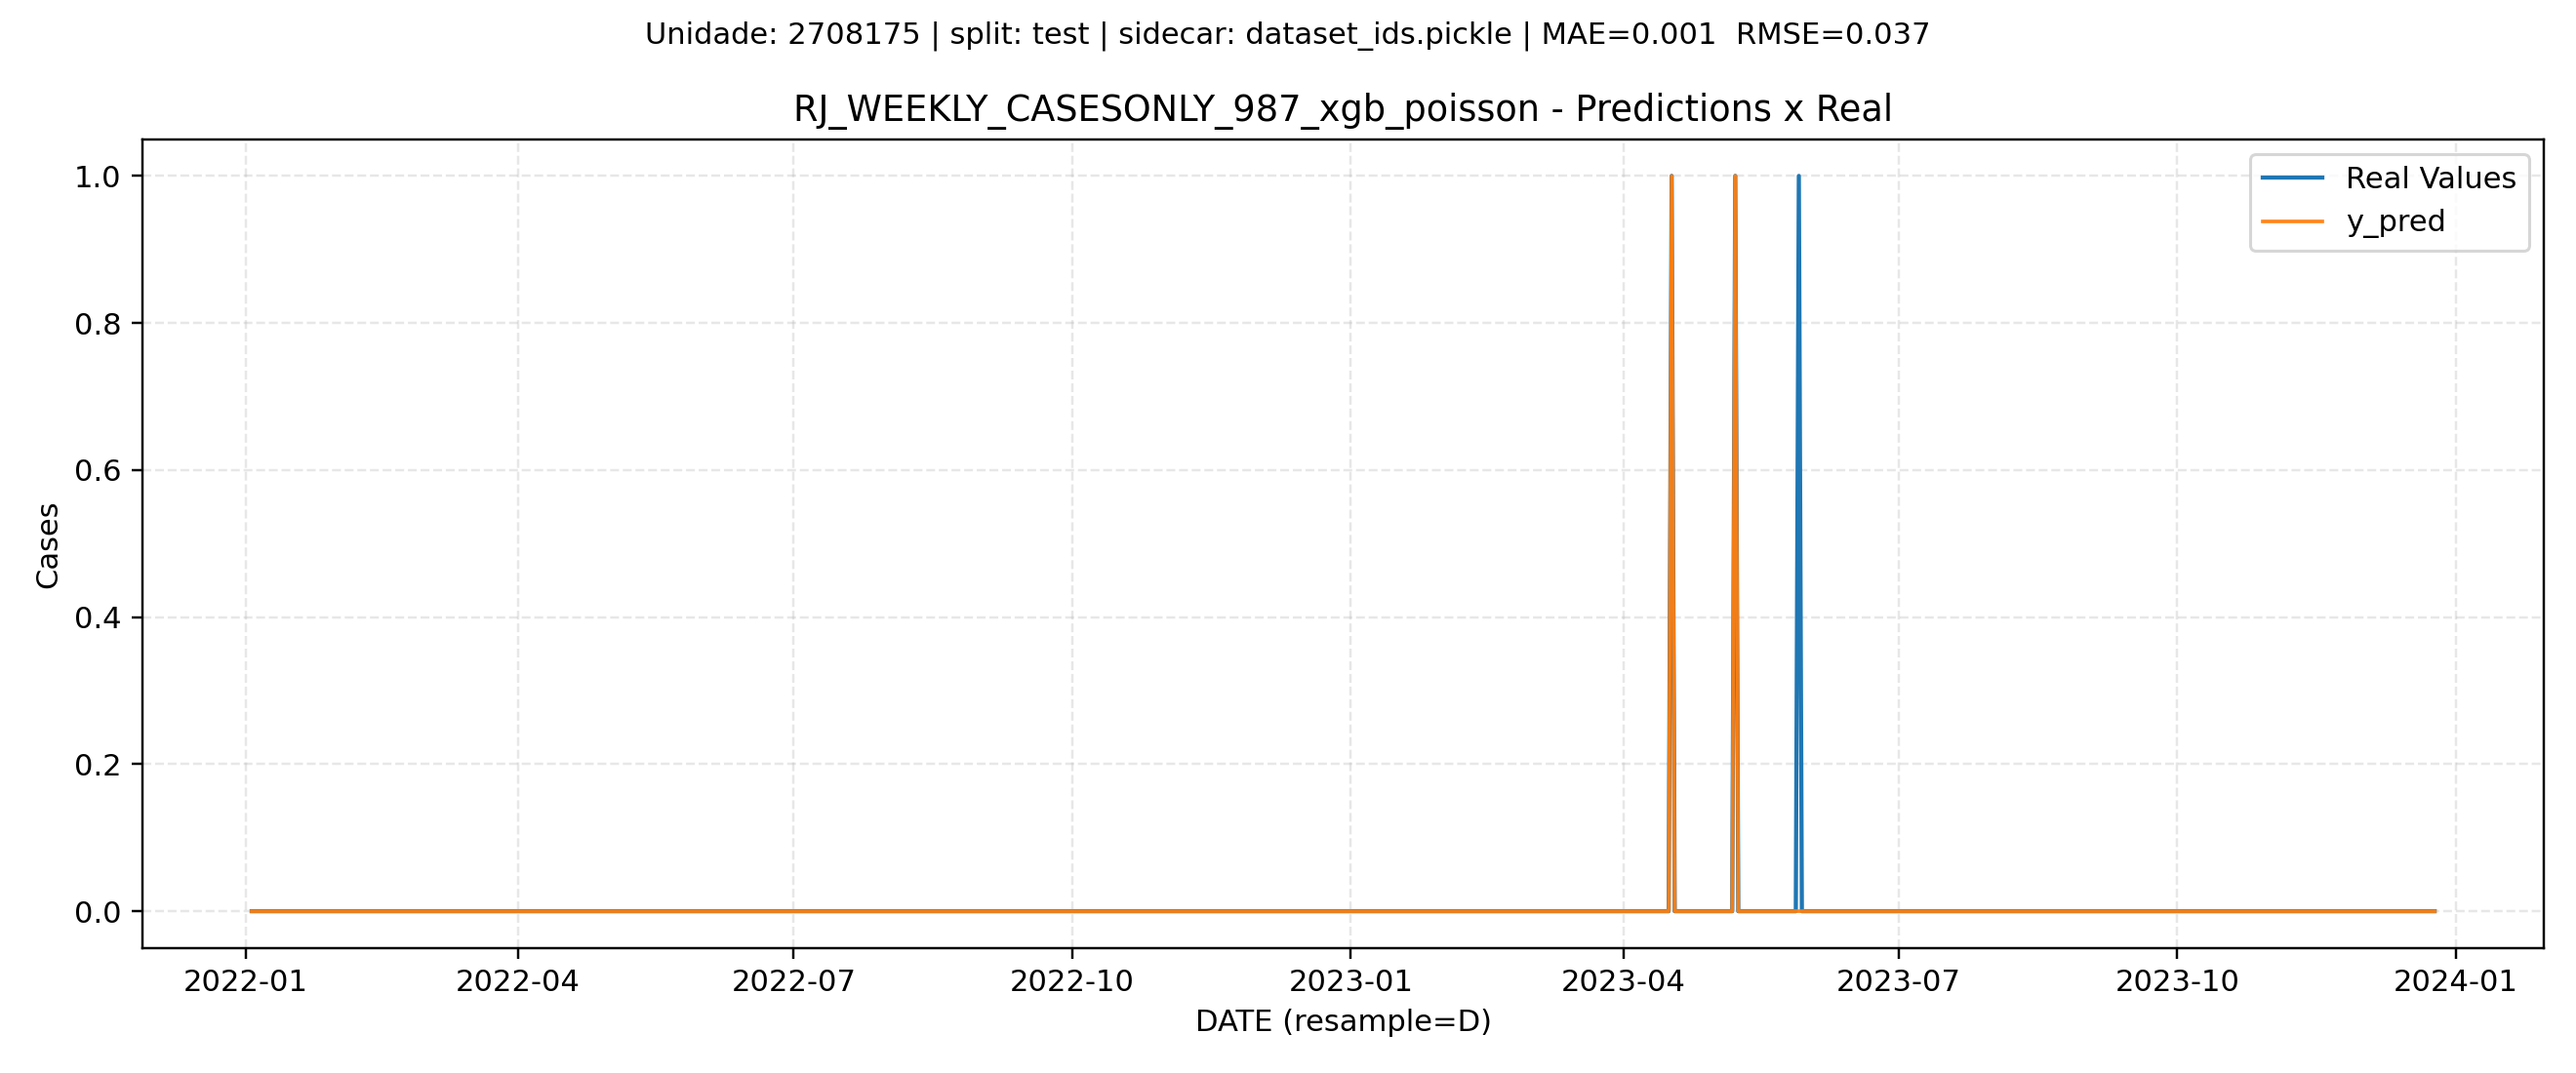 Unidade: 2708175 | split: test | sidecar: dataset_ids.pickle | MAE=0.001  RMSE=0.037
RJ_WEEKLY_CASESONLY_987_xgb_poisson - Predictions x Real
Real Values
y_pred
1.0
0.8
0.6
0.4
0.2
0.0
Cases
2022-01
2022-04
2022-07
2022-10
2023-01
2023-04
2023-07
2023-10
2024-01
DATE (resample=D)